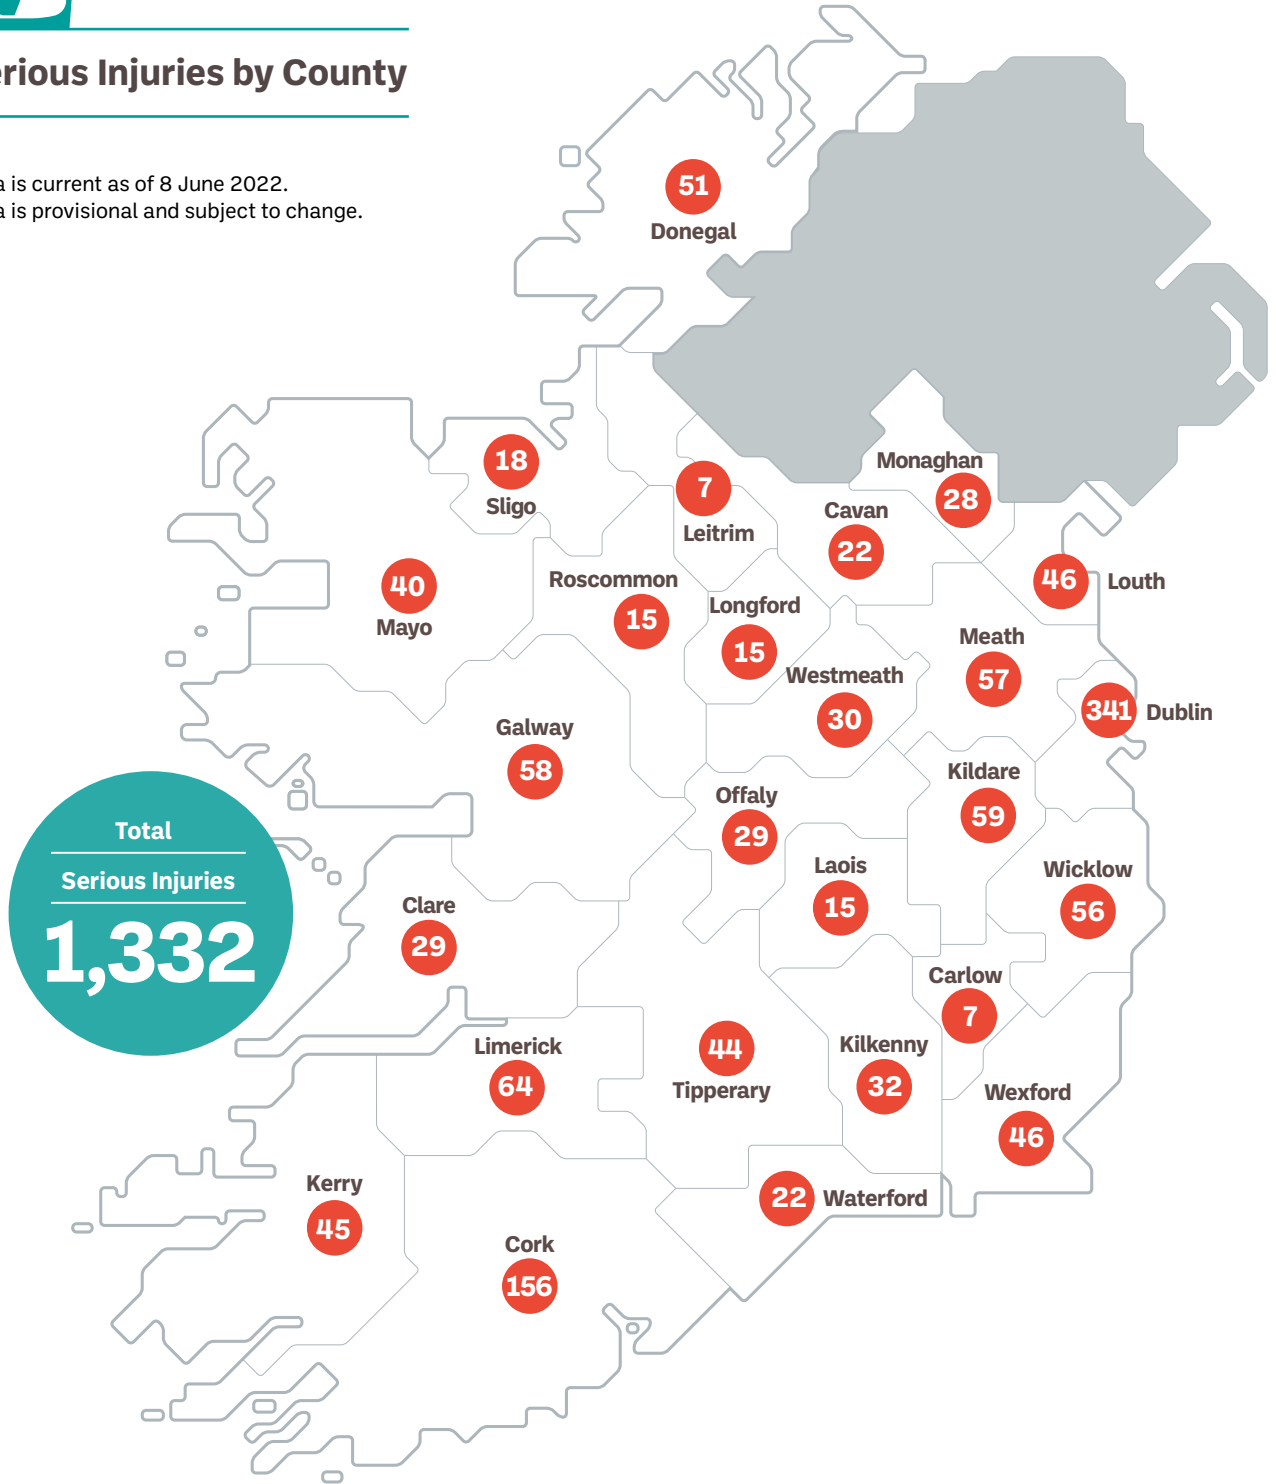 erious Injuries by County
a is current as of 8 June 2022.
a is provisional and subject to change.
51
Donegal
18
Sligo
7
Leitrim
Monaghan
28
Cavan
22
40
Mayo
Roscommon
15
Longford
15
46 Louth
Meath
57
Westmeath
30
341 Dublin
Galway
58
Offaly
29
Kildare
59
Laois
15
Wicklow
56
Total
Serious Injuries
1,332
Clare
29
Carlow
7
Limerick
64
44
Tipperary
Kilkenny
32
Wexford
46
Kerry
45
22 Waterford
Cork
156